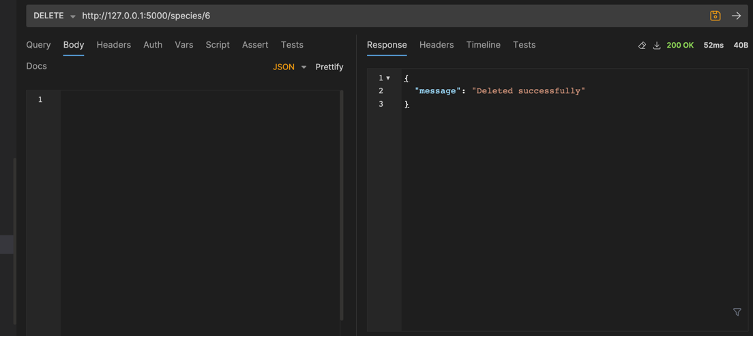 DELETE http://127.0.0.1:5000/species/6
Query Body Headers Auth Vars Script Assert Tests
Docs
JSON Prettify
1
Response Headers Timeline Tests
200 OK 52ms 40B
1 {
2 "message": "Deleted successfully"
3 }